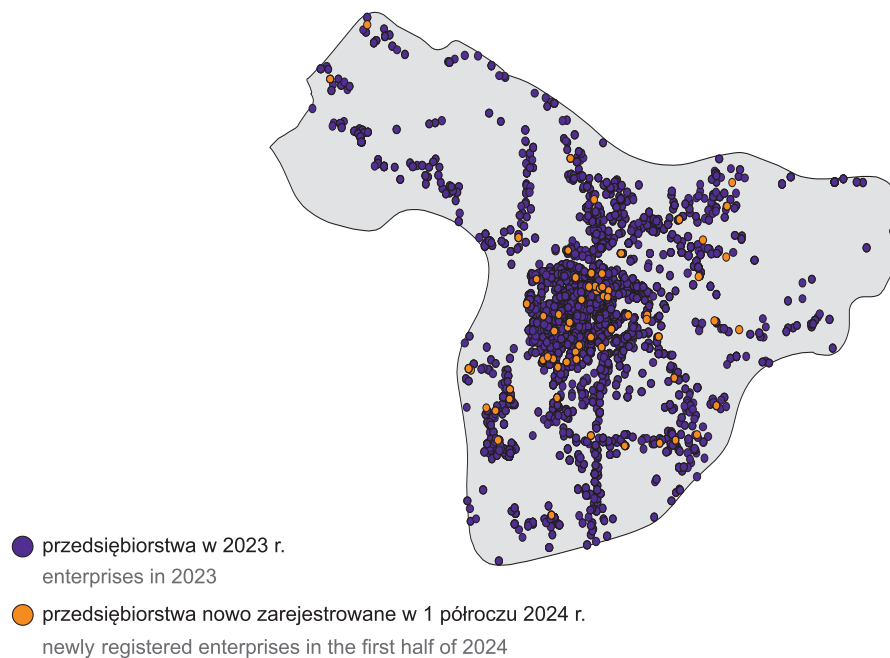 przedsiębiorstwa w 2023 r.
enterprises in 2023
przedsiębiorstwa nowo zarejestrowane w 1 półroczu 2024 r.
newly registered enterprises in the first half of 2024